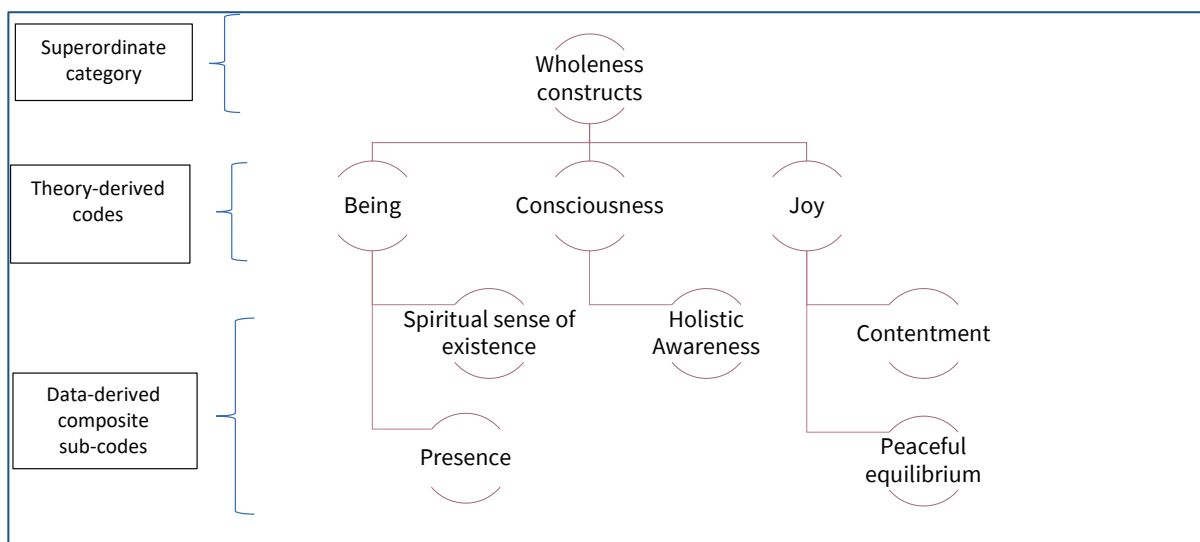 Superordinate
category
Wholeness
constructs
Theory-derived
codes
Being
Consciousness
Joy
Data-derived
composite
sub-codes
Spiritual sense of
existence
Holistic
Awareness
Contentment
Presence
Peaceful
equilibrium